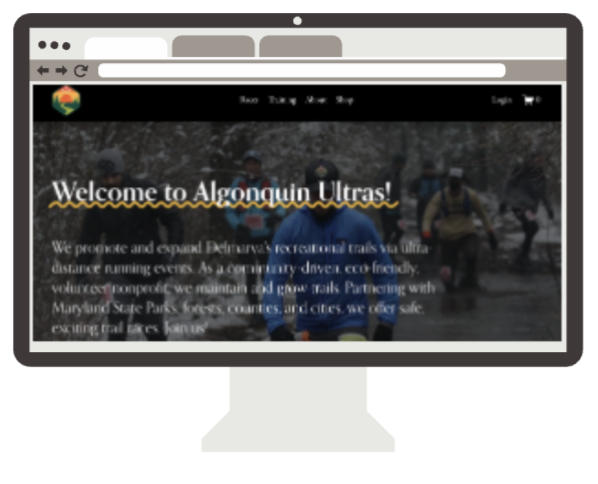 Races Training About Shop Login 0
Welcome to Algonquin Ultras!
We promote and expand Delmarva's recreational trails via ultra-
distance running events. As a community-driven, eco-friendly,
volunteer nonprofit, we maintain and grow trails. Partnering with
Maryland State Parks, forests, counties, and cities, we offer safe,
exciting trail races. Join us!